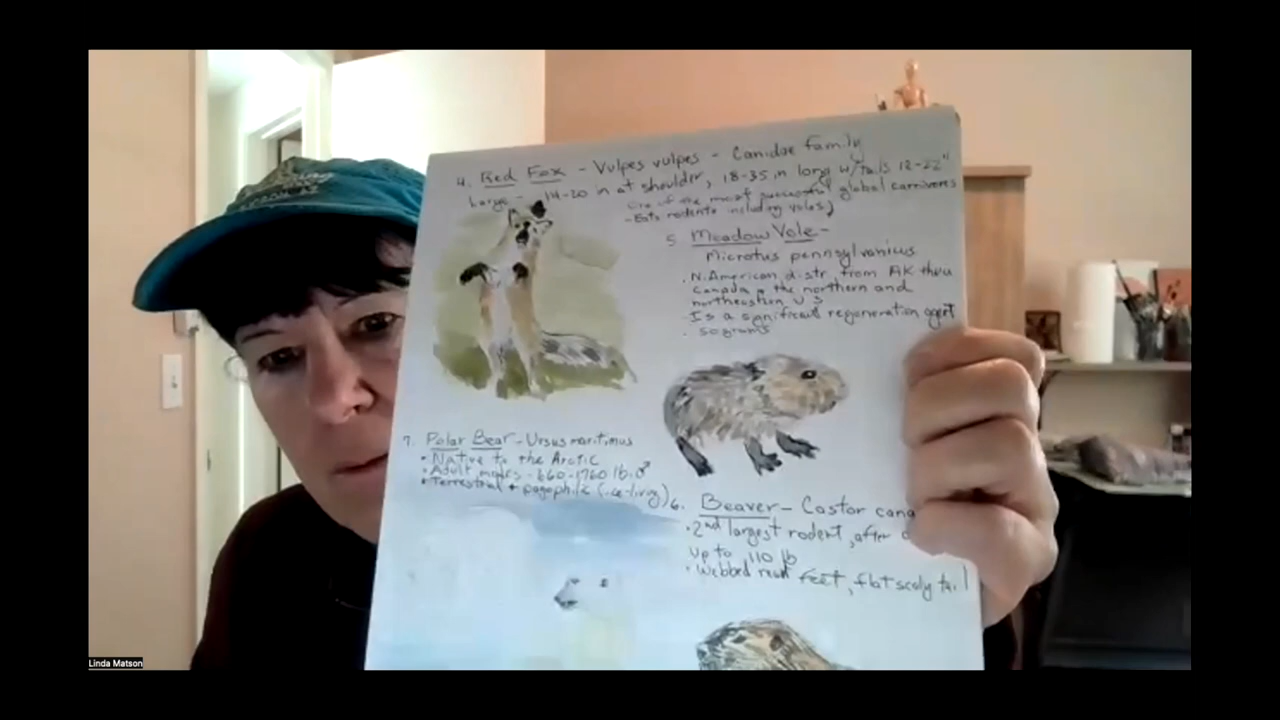 4. Red Fox - Vulpes vulpes - Canidae family
Large - 14-20 in at shoulder, 18-35 in long w/tails 12-22"
One of the most successful global carnivores
- Eats rodents including voles)
5. Meadow Vole -
Microtus pennsylvanicus
. N. American distr. from AK thru
Canada & the northern and
northeastern US
- Is a significant regeneration agent
. 50 grams
7. Polar Bear - Ursus maritimus
• Native to the Arctic
• Adult males - 660-1760 lb. ♂
• Terrestrial + pagophilic (ice-living)
6. Beaver - Castor cana
• 2nd largest rodent, after
up to 110 lb
• Webbed rear feet, flat scaly tail
Linda Matson